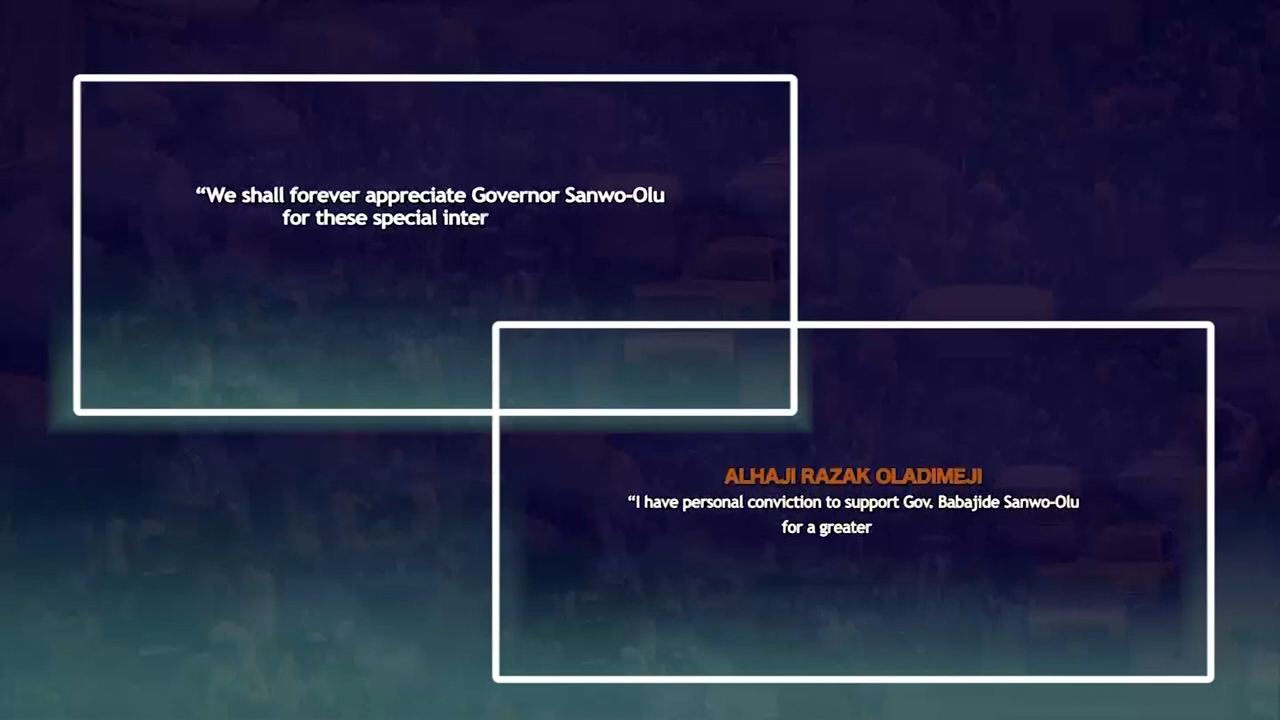 “We shall forever appreciate Governor Sanwo-Olu
for these special inter
ALHAJI RAZAK OLADIMEJI
“I have personal conviction to support Gov. Babajide Sanwo-Olu
for a greater